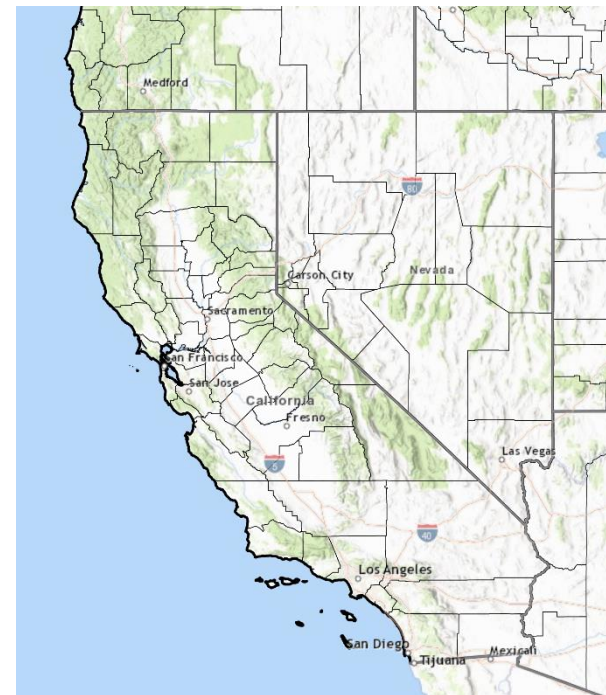 Medford
80
Carson City
Nevada
Sacramento
San Francisco
San Jose
California
Fresno
5
Las Vegas
40
Los Angeles
San Diego
Tijuana
Mexicali